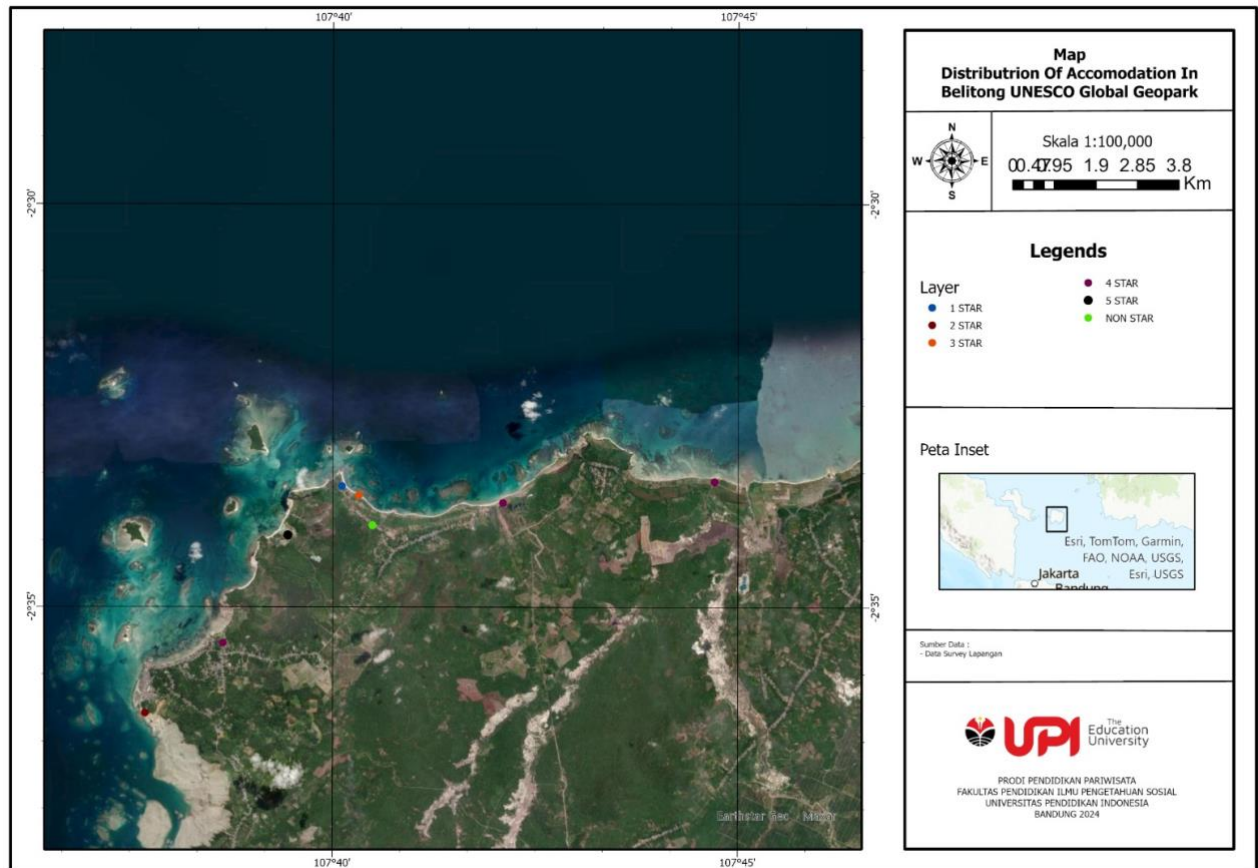 107°40'
107°45'
-2°30'
-2°30'
-2°35'
-2°35'
107°40'
107°45'
Map
Distributrion Of Accomodation In
Belitong UNESCO Global Geopark
N
W
E
S
Skala 1:100,000
0 0.47 0.95 1.9 2.85 3.8
Km
Legends
Layer
1 STAR
2 STAR
3 STAR
4 STAR
5 STAR
NON STAR
Peta Inset
Esri, TomTom, Garmin,
FAO, NOAA, USGS,
Esri, USGS
Jakarta
Bandung
Sumber Data :
- Data Survey Lapangan
UPI
The
Education
University
PRODI PENDIDIKAN PARIWISATA
FAKULTAS PENDIDIKAN ILMU PENGETAHUAN SOSIAL
UNIVERSITAS PENDIDIKAN INDONESIA
BANDUNG 2024
Earthstar Geo